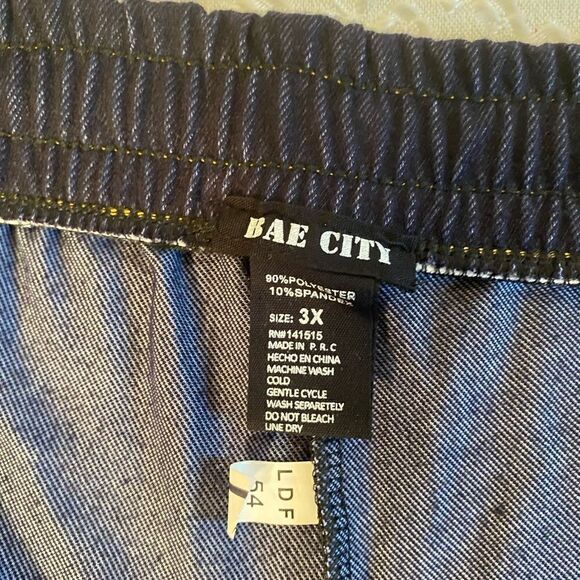 BAE CITY
90%POLYESTER
10%SPANDEX
SIZE: 3X
RN#141515
MADE IN P.R.C
HECHO EN CHINA
MACHINE WASH
COLD
GENTLE CYCLE
WASH SEPARETELY
DO NOT BLEACH
LINE DRY
LDF
54